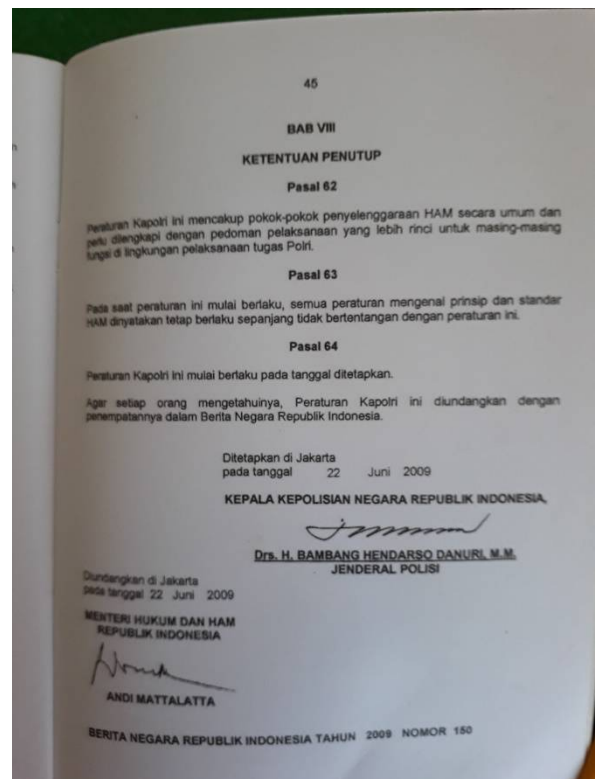 45
BAB VIII
KETENTUAN PENUTUP
Pasal 62
Peraturan Kapolri ini mencakup pokok-pokok penyelenggaraan HAM secara umum dan
perlu dilengkapi dengan pedoman pelaksanaan yang lebih rinci untuk masing-masing
fungsi di lingkungan pelaksanaan tugas Polri.
Pasal 63
Pada saat peraturan ini mulai berlaku, semua peraturan mengenai prinsip dan standar
HAM dinyatakan tetap berlaku sepanjang tidak bertentangan dengan peraturan ini.
Pasal 64
Peraturan Kapolri ini mulai berlaku pada tanggal ditetapkan.
Agar setiap orang mengetahuinya, Peraturan Kapolri ini diundangkan dengan
penempatannya dalam Berita Negara Republik Indonesia.
Ditetapkan di Jakarta
pada tanggal 22 Juni 2009
KEPALA KEPOLISIAN NEGARA REPUBLIK INDONESIA,
Drs. H. BAMBANG HENDARSO DANURI, M.M.
JENDERAL POLISI
Diundangkan di Jakarta
pada tanggal 22 Juni 2009
MENTERI HUKUM DAN HAM
REPUBLIK INDONESIA
ANDI MATTALATTA
BERITA NEGARA REPUBLIK INDONESIA TAHUN 2009 NOMOR 150